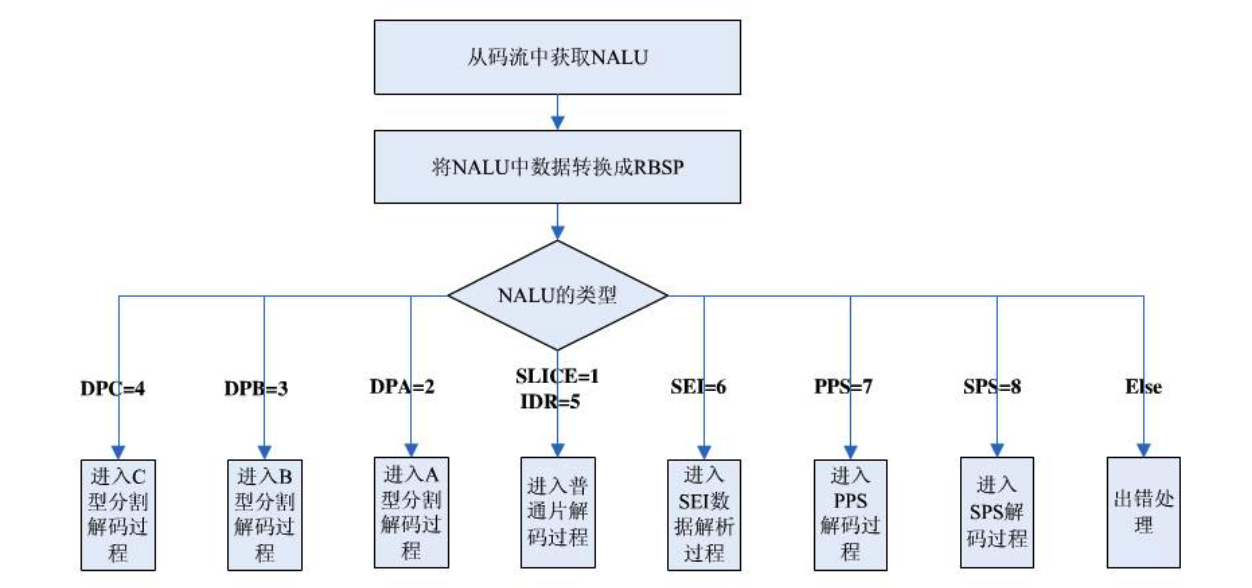 从码流中获取NALU
将NALU中数据转换成RBSP
NALU的类型
DPC=4
DPB=3
DPA=2
SLICE=1
IDR=5
SEI=6
PPS=7
SPS=8
Else
进入C
型分割
解码过
程
进入B
型分割
解码过
程
进入A
型分割
解码过
程
进入普
通片解
码过程
进入
SEI数
据解析
过程
进入
PPS
解码过
程
进入
SPS解
码过程
出错处
理